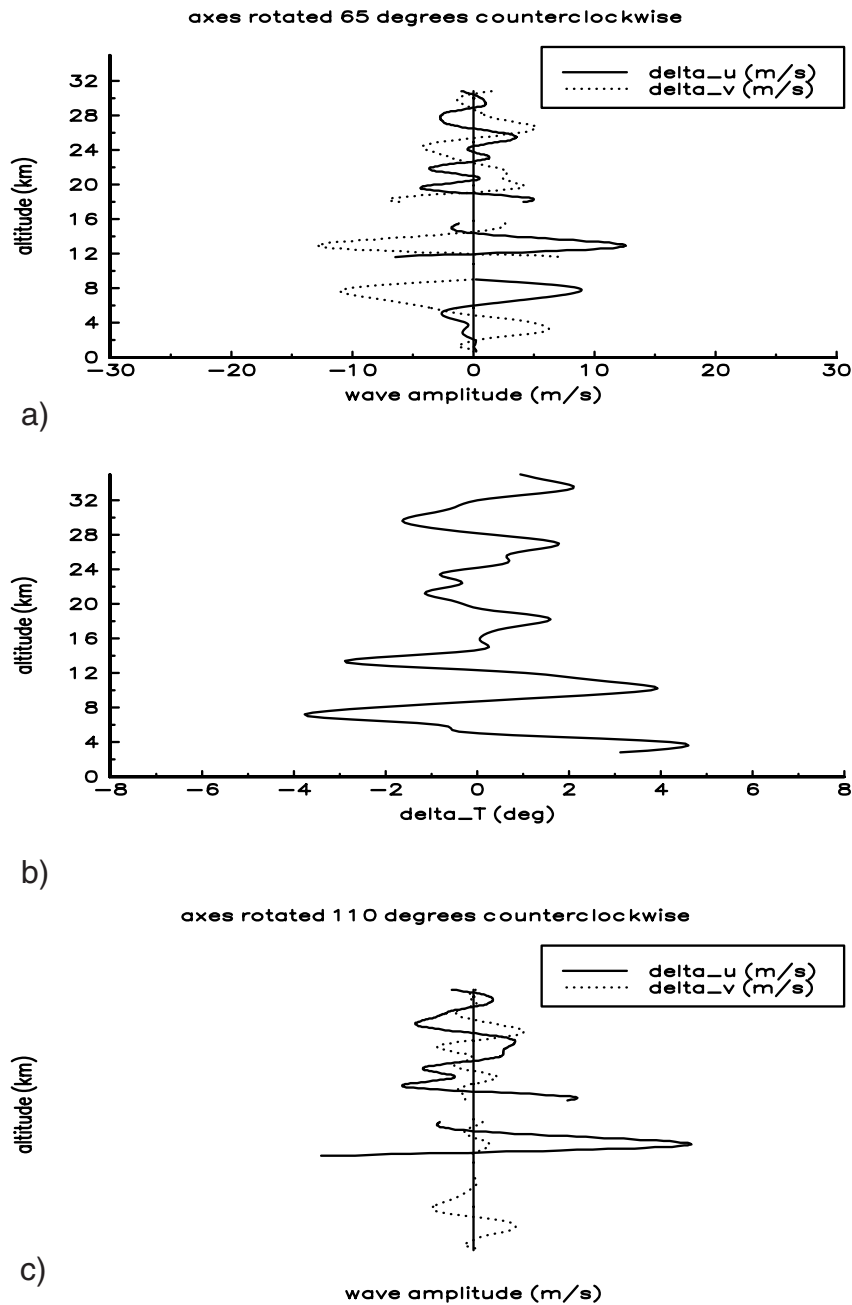 axes rotated 65 degrees counterclockwise
delta_u (m/s)
delta_v (m/s)
altitude (km)
32
28
24
20
16
12
8
4
0
−30 −20 −10 0 10 20 30
wave amplitude (m/s)
a)
altitude (km)
32
28
24
20
16
12
8
4
0
−8 −6 −4 −2 0 2 4 6 8
delta_T (deg)
b)
axes rotated 110 degrees counterclockwise
delta_u (m/s)
delta_v (m/s)
altitude (km)
c)
wave amplitude (m/s)